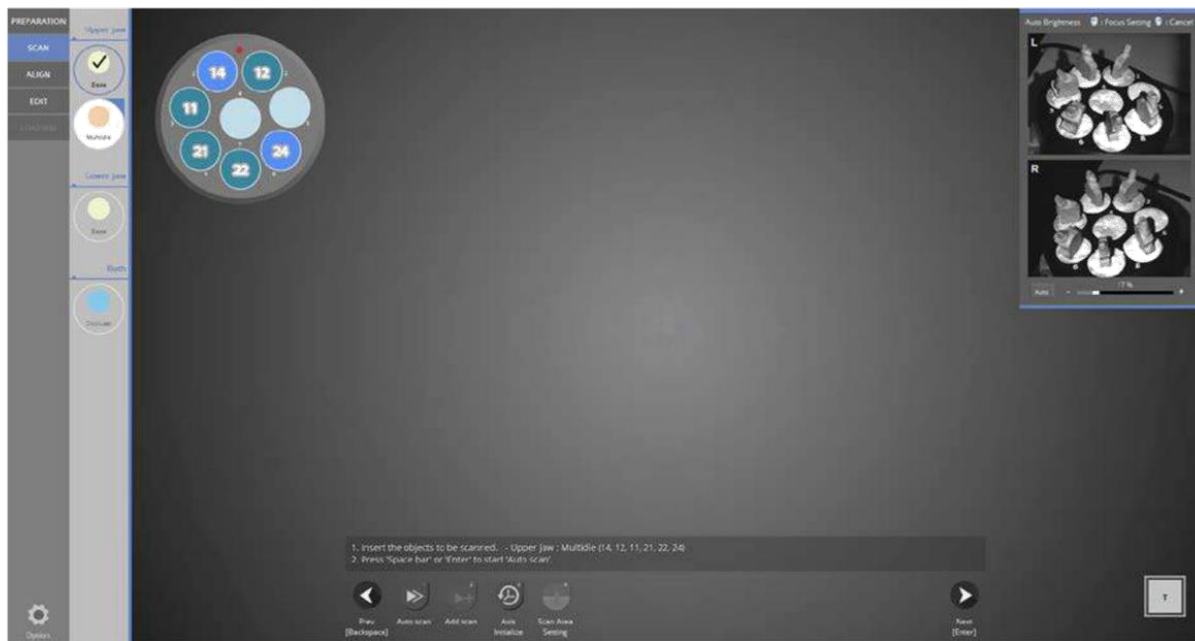 PREPARATION
SCAN
ALIGN
EDIT
Option
Upper jaw
Base
Multidie
Lower jaw
Base
Both
Occlusion
14
12
11
21
22
24
1. Insert the objects to be scanned. - Upper Jaw : Multidie (14, 12, 11, 21, 22, 24)
2. Press 'Space bar' or 'Enter' to start 'Auto scan'.
Prev
[Backspace]
Auto scan
Add scan
Axis
Initialize
Scan Area
Setting
Next
[Enter]
Auto Brightness : Focus Setting : Cancel
L
R
17 %
Auto
- +
T